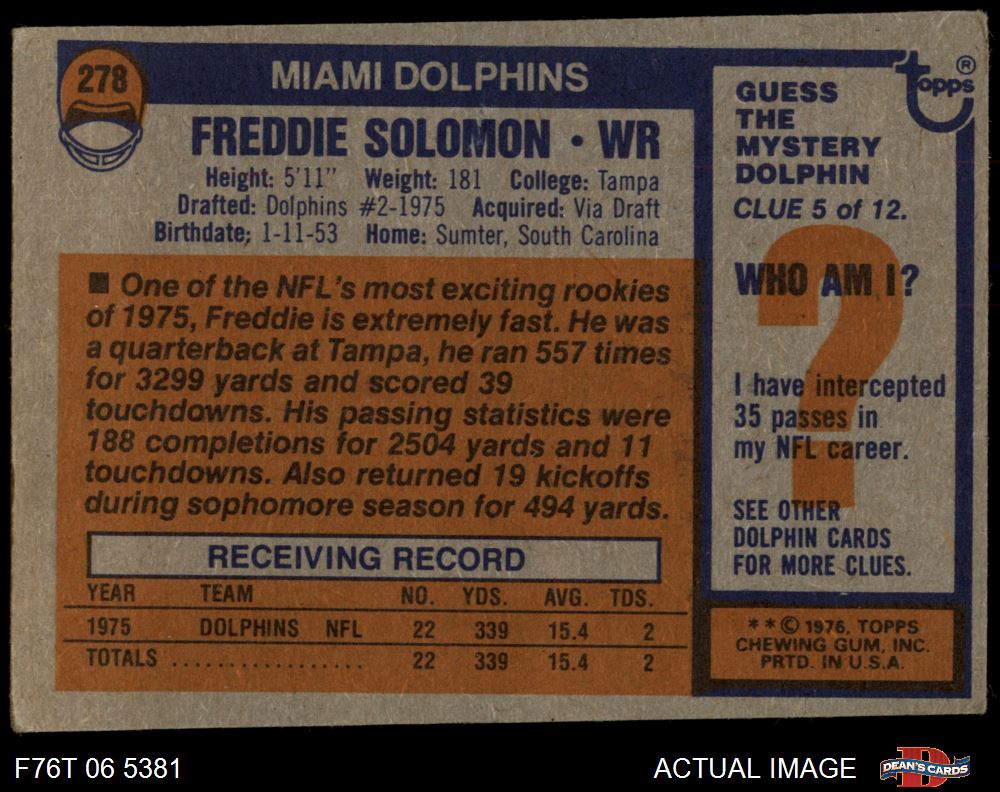 278
MIAMI DOLPHINS
FREDDIE SOLOMON • WR
Height: 5'11" Weight: 181 College: Tampa
Drafted: Dolphins #2-1975 Acquired: Via Draft
Birthdate: 1-11-53 Home: Sumter, South Carolina
■ One of the NFL's most exciting rookies
of 1975, Freddie is extremely fast. He was
a quarterback at Tampa, he ran 557 times
for 3299 yards and scored 39
touchdowns. His passing statistics were
188 completions for 2504 yards and 11
touchdowns. Also returned 19 kickoffs
during sophomore season for 494 yards.
RECEIVING RECORD
YEAR TEAM NO. YDS. AVG. TDS.
1975 DOLPHINS NFL 22 339 15.4 2
TOTALS .................. 22 339 15.4 2
topps ®
GUESS
THE
MYSTERY
DOLPHIN
CLUE 5 of 12.
WHO AM I?
?
I have intercepted
35 passes in
my NFL career.
SEE OTHER
DOLPHIN CARDS
FOR MORE CLUES.
* * © 1976, TOPPS
CHEWING GUM, INC.
PRTD. IN U.S.A.
F76T 06 5381
ACTUAL IMAGE
D
DEAN'S CARDS